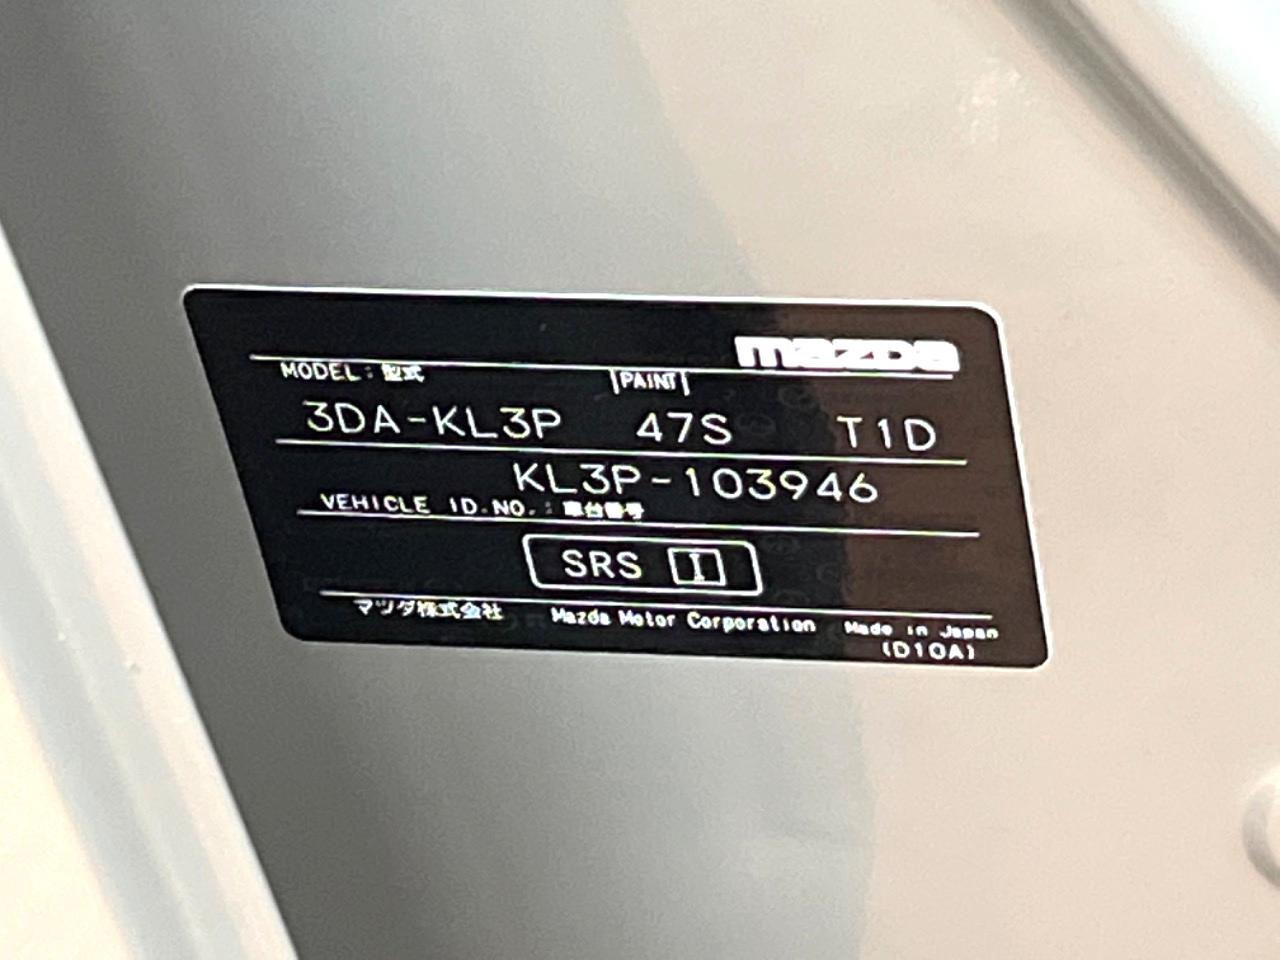 mazda
MODEL: 型式 PAINT
3DA-KL3P 47S T1D
KL3P-103946
VEHICLE ID.NO.: 車台番号
SRS I
マツダ株式会社 Mazda Motor Corporation Made in Japan
(D10A)